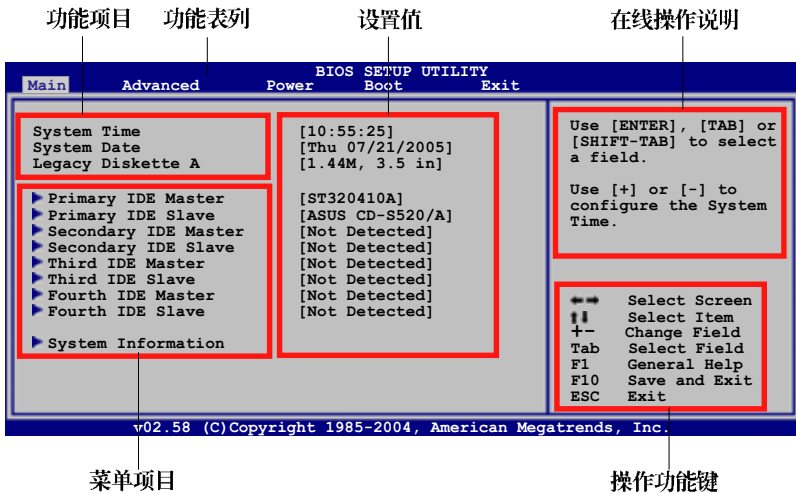 功能项目 功能表列 设置值 在线操作说明
BIOS SETUP UTILITY
Main Advanced Power Boot Exit
System Time [10:55:25]
System Date [Thu 07/21/2005]
Legacy Diskette A [1.44M, 3.5 in]
Primary IDE Master [ST320410A]
Primary IDE Slave [ASUS CD-S520/A]
Secondary IDE Master [Not Detected]
Secondary IDE Slave [Not Detected]
Third IDE Master [Not Detected]
Third IDE Slave [Not Detected]
Fourth IDE Master [Not Detected]
Fourth IDE Slave [Not Detected]
System Information
Use [ENTER], [TAB] or
[SHIFT-TAB] to select
a field.
Use [+] or [-] to
configure the System
Time.
←→ Select Screen
↑↓ Select Item
+- Change Field
Tab Select Field
F1 General Help
F10 Save and Exit
ESC Exit
v02.58 (C)Copyright 1985-2004, American Megatrends, Inc.
菜单项目 操作功能键